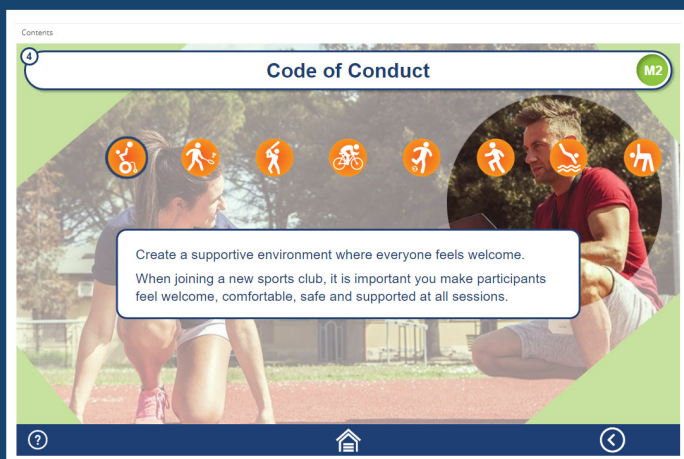 Contents
4
Code of Conduct
M2
Create a supportive environment where everyone feels welcome.
When joining a new sports club, it is important you make participants
feel welcome, comfortable, safe and supported at all sessions.
?